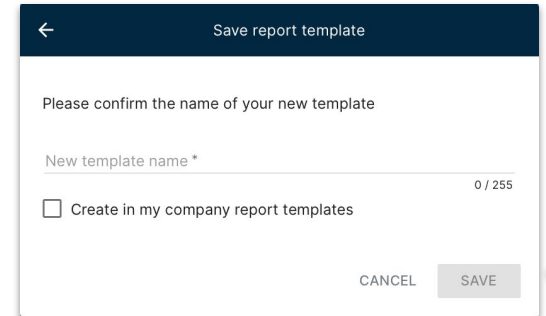 Save report template
Please confirm the name of your new template
New template name *
0 / 255
Create in my company report templates
CANCEL SAVE